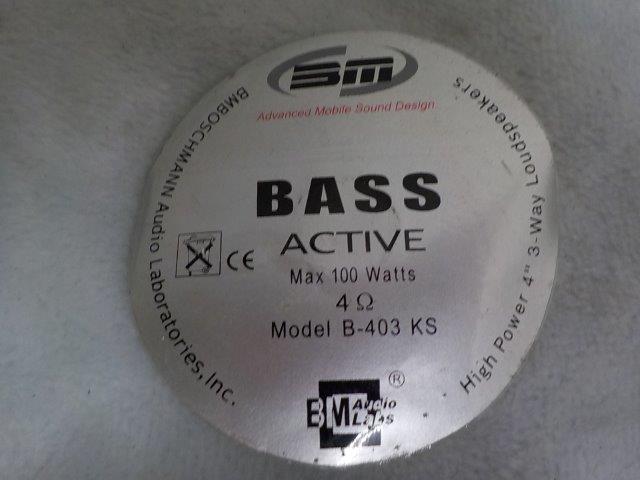 BM
Advanced Mobile Sound Design
BMBOSCHMANN Audio Laboratories, Inc.
High Power 4" 3-Way Loudspeakers
BASS
ACTIVE
CE
Max 100 Watts
4 Ω
Model B-403 KS
®
BM Audio
Labs